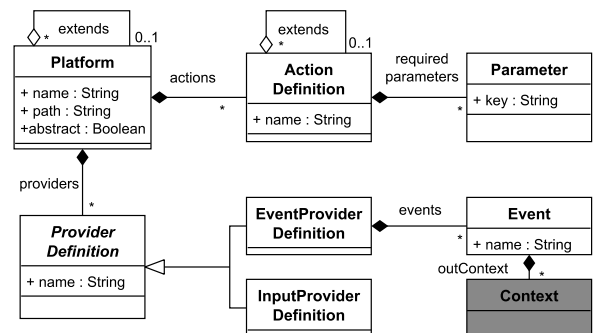 extends
* 0..1
Platform
+ name : String
+ path : String
+abstract : Boolean
actions
*
extends
* 0..1
Action
Definition
+ name : String
required
parameters
*
Parameter
+ key : String
providers
*
Provider
Definition
+ name : String
EventProvider
Definition
events
*
Event
+ name : String
outContext
*
InputProvider
Definition
Context